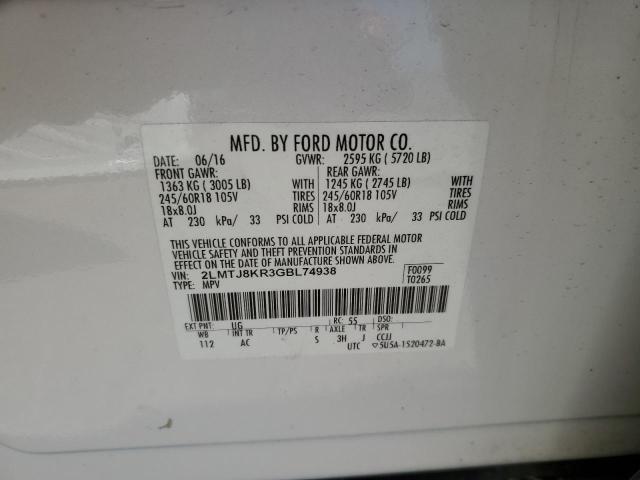 MFD. BY FORD MOTOR CO.
DATE: 06/16 GVWR: 2595 KG ( 5720 LB)
FRONT GAWR: REAR GAWR:
1363 KG ( 3005 LB) WITH 1245 KG ( 2745 LB) WITH
245/60R18 105V TIRES 245/60R18 105V TIRES
18x8.0J RIMS 18x8.0J RIMS
AT 230 kPa/ 33 PSI COLD AT 230 kPa/ 33 PSI COLD
THIS VEHICLE CONFORMS TO ALL APPLICABLE FEDERAL MOTOR
VEHICLE SAFETY AND THEFT PREVENTION STANDARDS IN
EFFECT ON THE DATE OF MANUFACTURE SHOWN ABOVE.
VIN: 2LMTJ8KR3GBL74938 F0099
TYPE: MPV T0265
EXT PNT: UG RC: 55 DSO:
WB INT TR TP/PS R AXLE TR SPR
112 AC S 3H J CCJJ
UTC 5U5A-1520472-BA